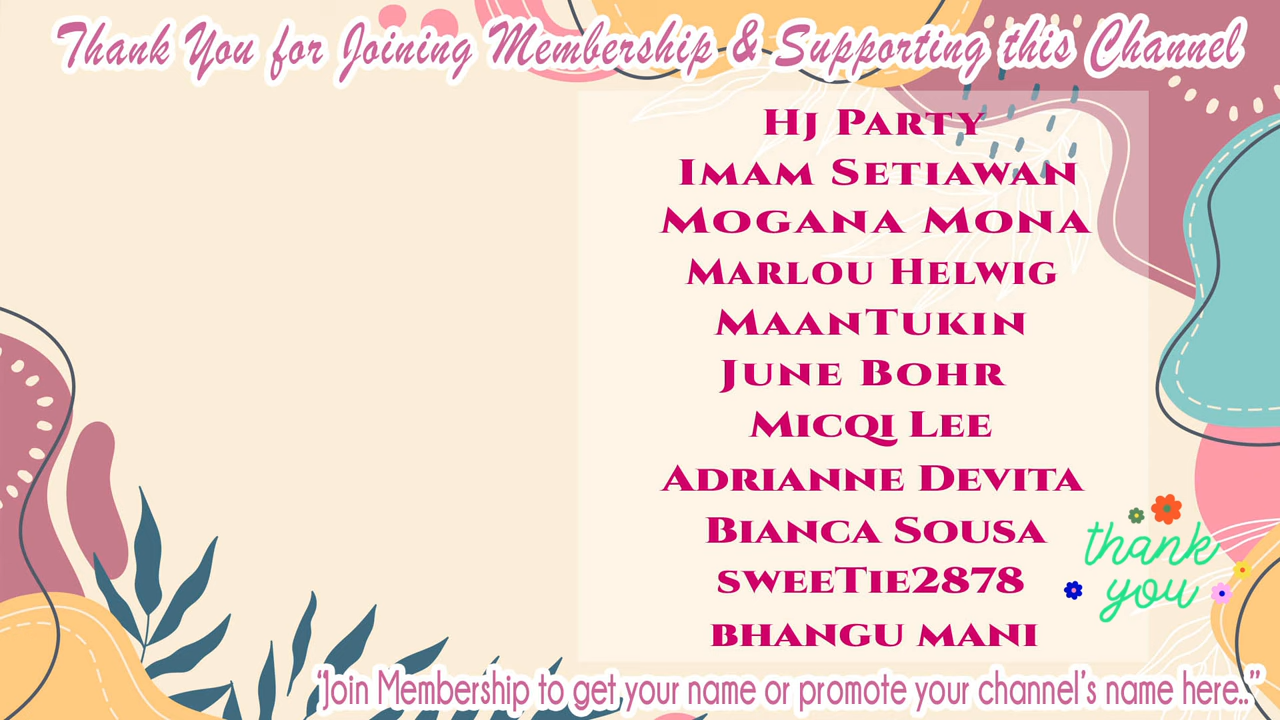 Thank You for Joining Membership & Supporting this Channel
Hj Party
Imam Setiawan
Mogana Mona
Marlou Helwig
MaanTukin
June Bohr
Micqi Lee
Adrianne Devita
Bianca Sousa
sweeTie2878
bhangu mani
thank
you
"Join Membership to get your name or promote your channel's name here.."